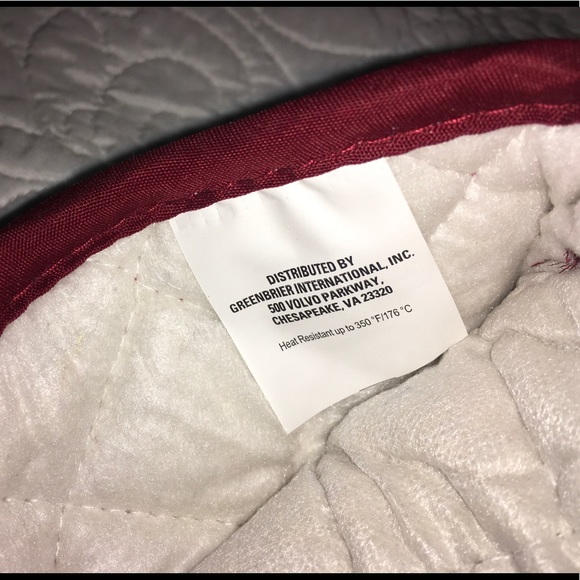 DISTRIBUTED BY
GREENBRIER INTERNATIONAL, INC.
500 VOLVO PARKWAY,
CHESAPEAKE, VA 23320
Heat Resistant up to 350 °F/176 °C